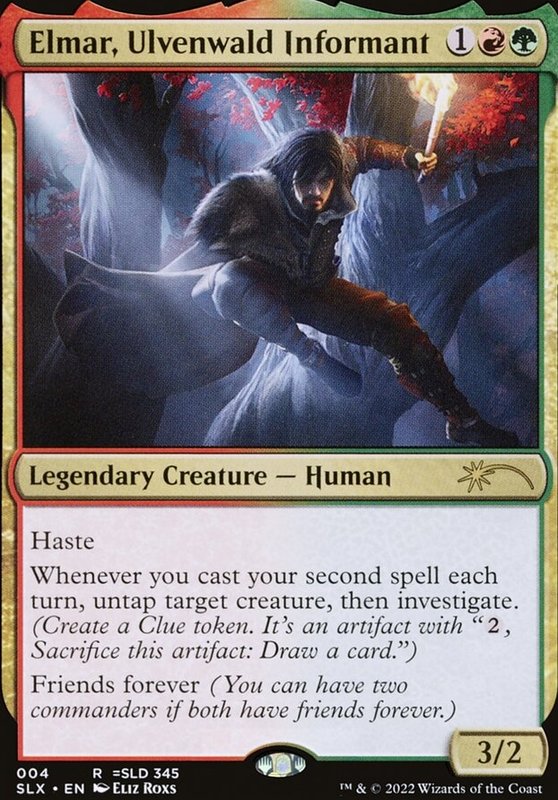 Elmar, Ulvenwald Informant 1
Legendary Creature — Human
Haste
Whenever you cast your second spell each
turn, untap target creature, then investigate.
(Create a Clue token. It's an artifact with “2,
Sacrifice this artifact: Draw a card.”)
Friends forever (You can have two
commanders if both have friends forever.)
3/2
004 R =SLD 345
SLX • EN Eliz Roxs
™ & © 2022 Wizards of the Coast